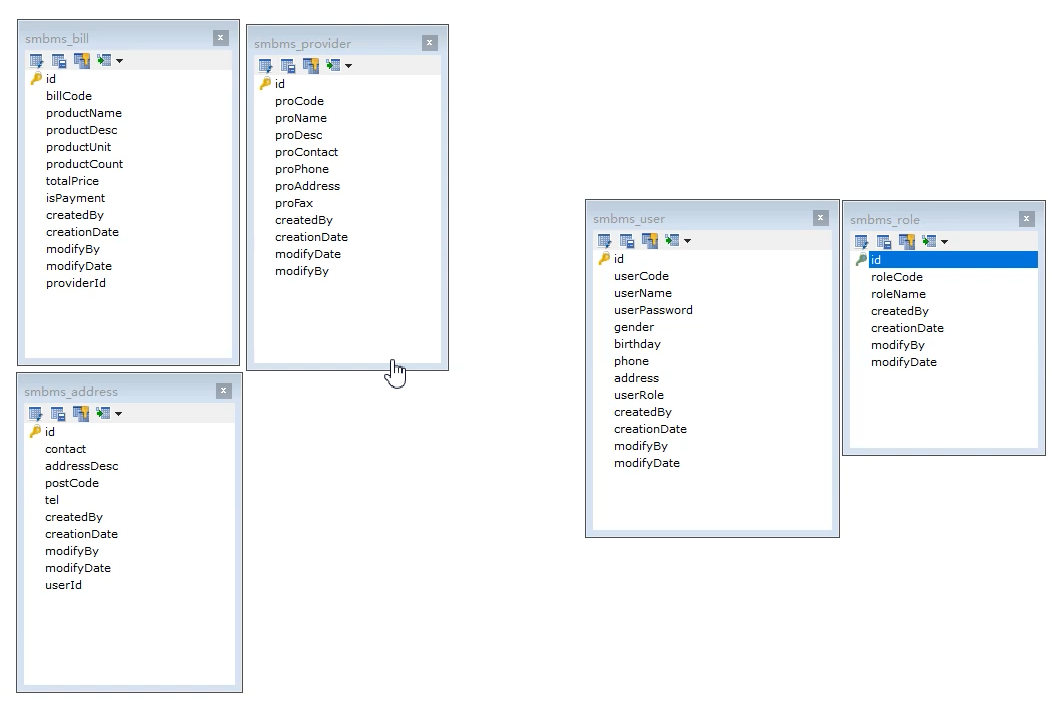 smbms_bill
id
billCode
productName
productDesc
productUnit
productCount
totalPrice
isPayment
createdBy
creationDate
modifyBy
modifyDate
providerId
smbms_provider
id
proCode
proName
proDesc
proContact
proPhone
proAddress
proFax
createdBy
creationDate
modifyDate
modifyBy
smbms_address
id
contact
addressDesc
postCode
tel
createdBy
creationDate
modifyBy
modifyDate
userId
smbms_user
id
userCode
userName
userPassword
gender
birthday
phone
address
userRole
createdBy
creationDate
modifyBy
modifyDate
smbms_role
id
roleCode
roleName
createdBy
creationDate
modifyBy
modifyDate